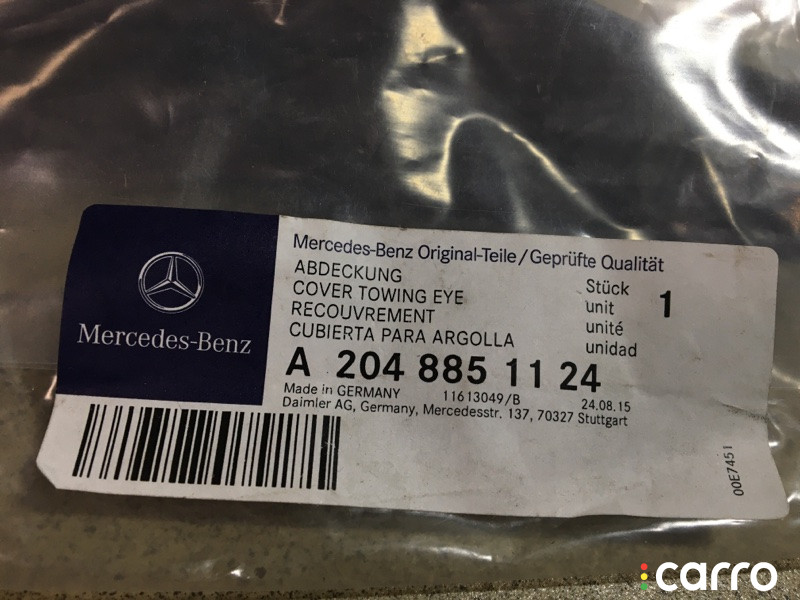 Mercedes-Benz
Mercedes-Benz Original-Teile/Geprüfte Qualität
ABDECKUNG
COVER TOWING EYE
RECOUVREMENT
CUBIERTA PARA ARGOLLA
Stück
unit
unité
unidad
1
A 204 885 11 24
Made in GERMANY 11613049/B 24.08.15
Daimler AG, Germany, Mercedesstr. 137, 70327 Stuttgart
00E7451
carro